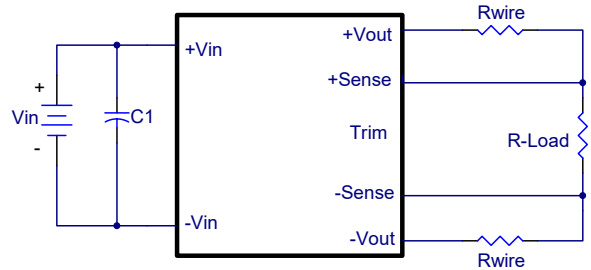 Rwire
+Vout
+Vin
+Sense
+
Vin
C1
-
Trim
R-Load
-Sense
-Vin
-Vout
Rwire